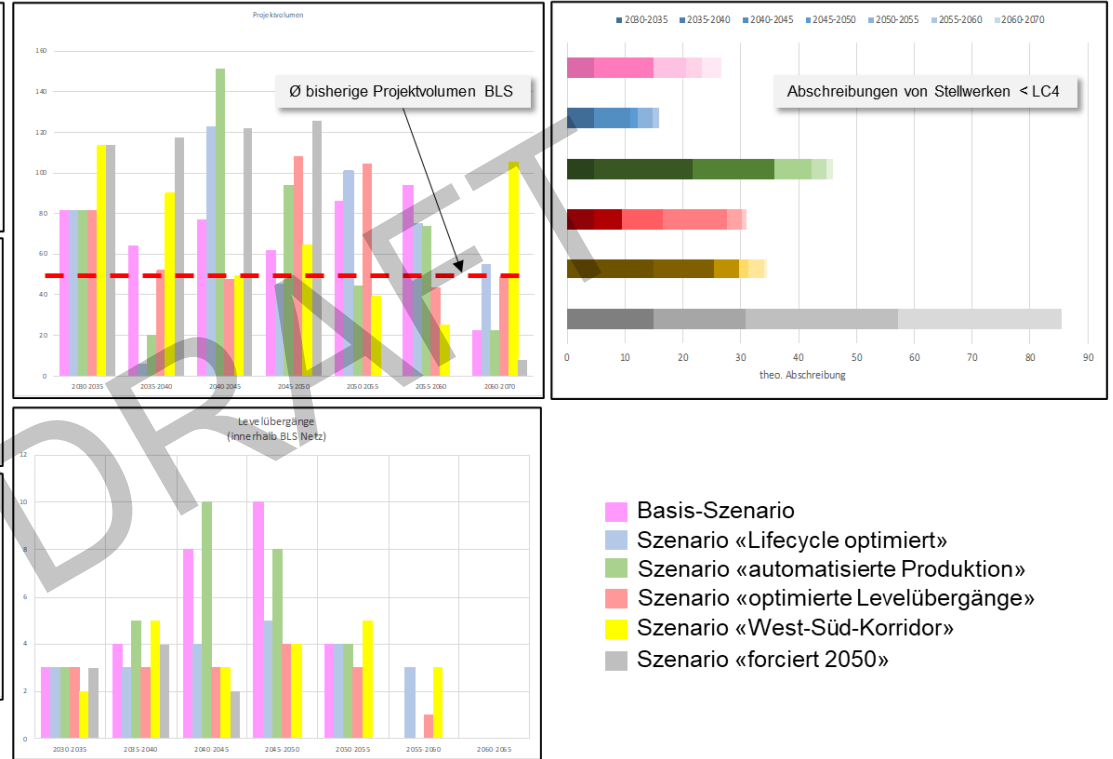 Projektvolumen
160
140
120
100
80
60
40
20
0
Ø bisherige Projektvolumen BLS
2030-2035
2035-2040
2040-2045
2045-2050
2050-2055
2055-2060
2060-2070
2030-2035 2035-2040 2040-2045 2045-2050 2050-2055 2055-2060 2060-2070
Abschreibungen von Stellwerken < LC4
0 10 20 30 40 50 60 70 80 90
theo. Abschreibung
Levelübergänge
(innerhalb BLS Netz)
12
10
8
6
4
2
0
2030-2035
2035-2040
2040-2045
2045-2050
2050-2055
2055-2060
2060-2065
Basis-Szenario
Szenario «Lifecycle optimiert»
Szenario «automatisierte Produktion»
Szenario «optimierte Levelübergänge»
Szenario «West-Süd-Korridor»
Szenario «forciert 2050»
DRAFT